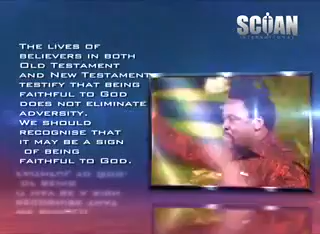 SCOAN
INTERNATIONAL
The lives of
believers in both
Old Testament
and New Testament
testify that being
faithful to God
does not eliminate
adversity.
We should
recognise that
it may be a sign
of being
faithful to God.